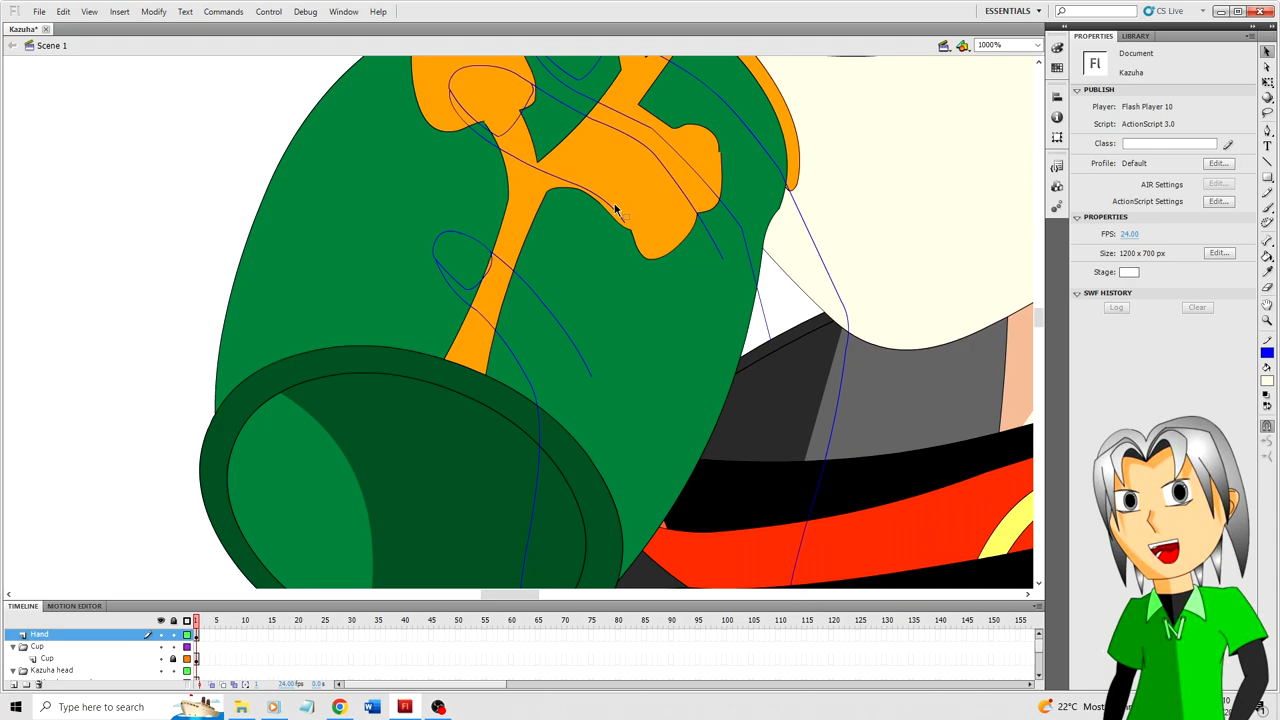 Fl File Edit View Insert Modify Text Commands Control Debug Window Help ESSENTIALS CS Live
Kazuha*
Scene 1 1000%
PROPERTIES LIBRARY
Fl Document
Kazuha
PUBLISH
Player: Flash Player 10
Script: ActionScript 3.0
Class:
Profile: Default Edit...
AIR Settings Edit...
ActionScript Settings Edit...
PROPERTIES
FPS: 24.00
Size: 1200 x 700 px Edit...
Stage:
SWF HISTORY
Log Clear
TIMELINE MOTION EDITOR
1 5 10 15 20 25 30 35 40 45 50 55 60 65 70 75 80 85 90 95 100 105 110 115 120 125 130 135 140 145 150 155
Hand
Cup
Cup
Kazuha head
1 24.00 fps 0.0 s
Type here to search
22°C